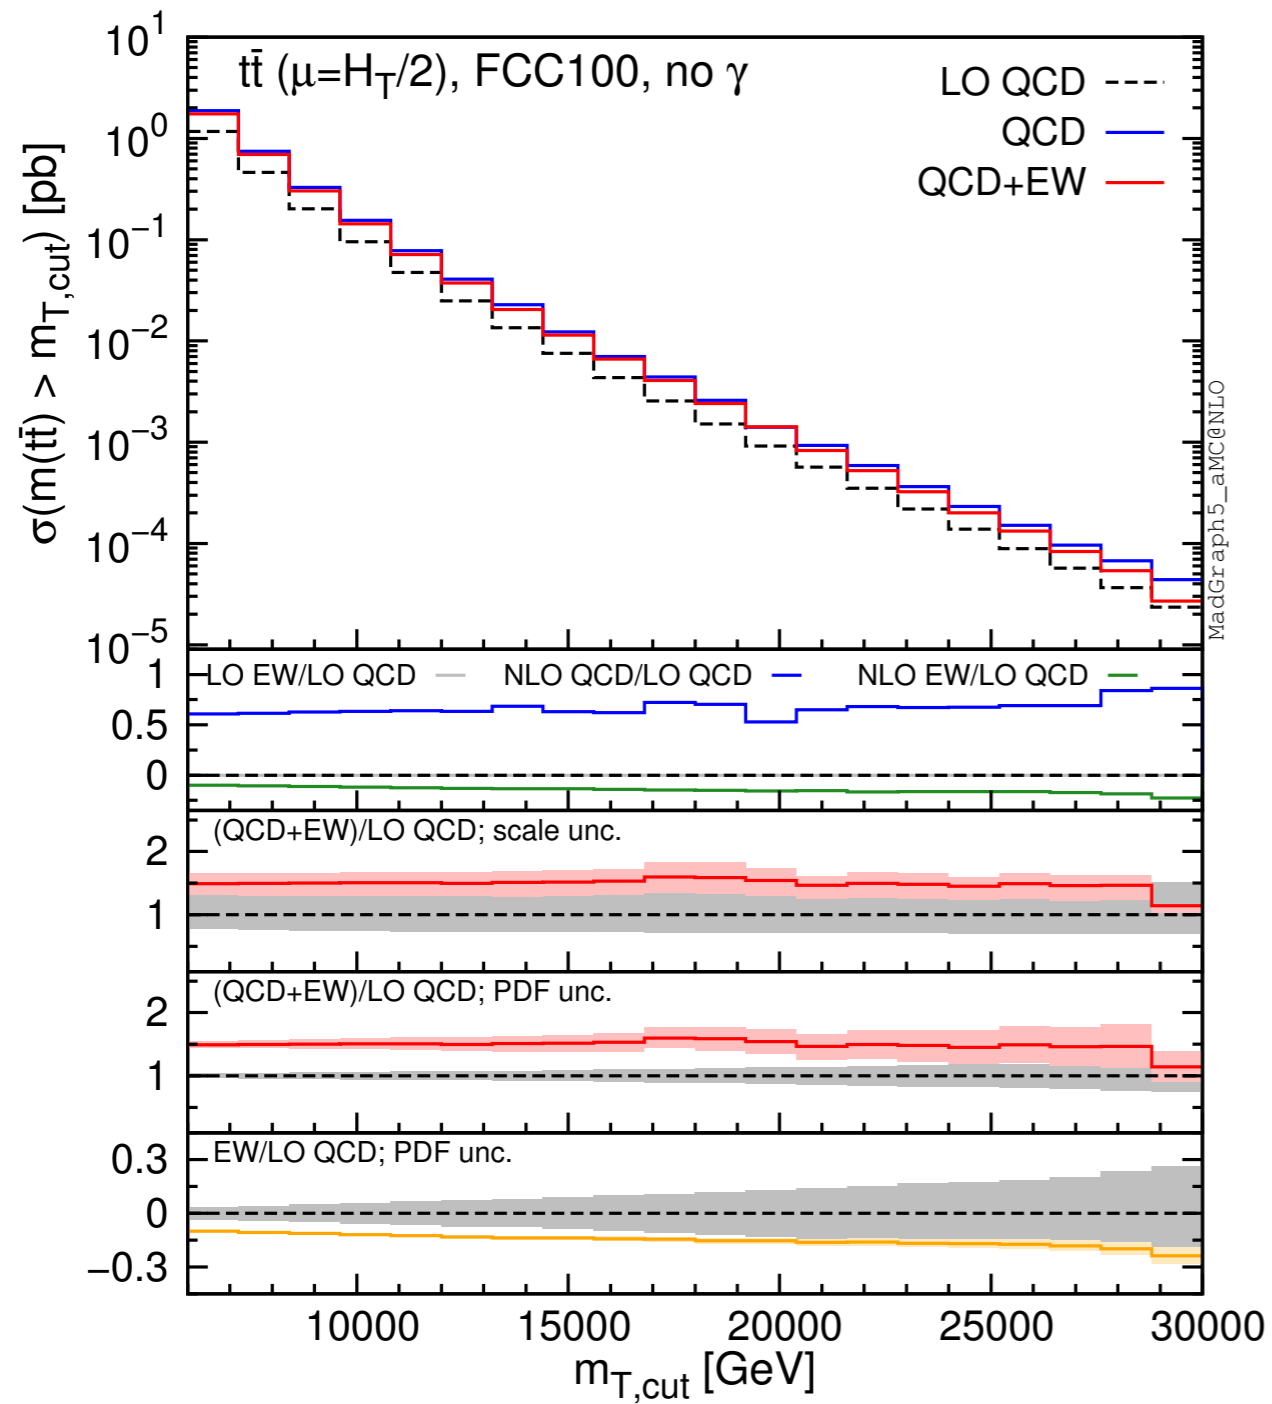 tt̄ (μ=H_T/2), FCC100, no γ
LO QCD
QCD
QCD+EW
σ(m(tt̄) > m_T,cut) [pb]
10^1
10^0
10^−1
10^−2
10^−3
10^−4
10^−5
MadGraph5_aMC@NLO
LO EW/LO QCD NLO QCD/LO QCD NLO EW/LO QCD
1
0.5
0
(QCD+EW)/LO QCD; scale unc.
2
1
(QCD+EW)/LO QCD; PDF unc.
2
1
EW/LO QCD; PDF unc.
0.3
0
−0.3
10000 15000 20000 25000 30000
m_T,cut [GeV]